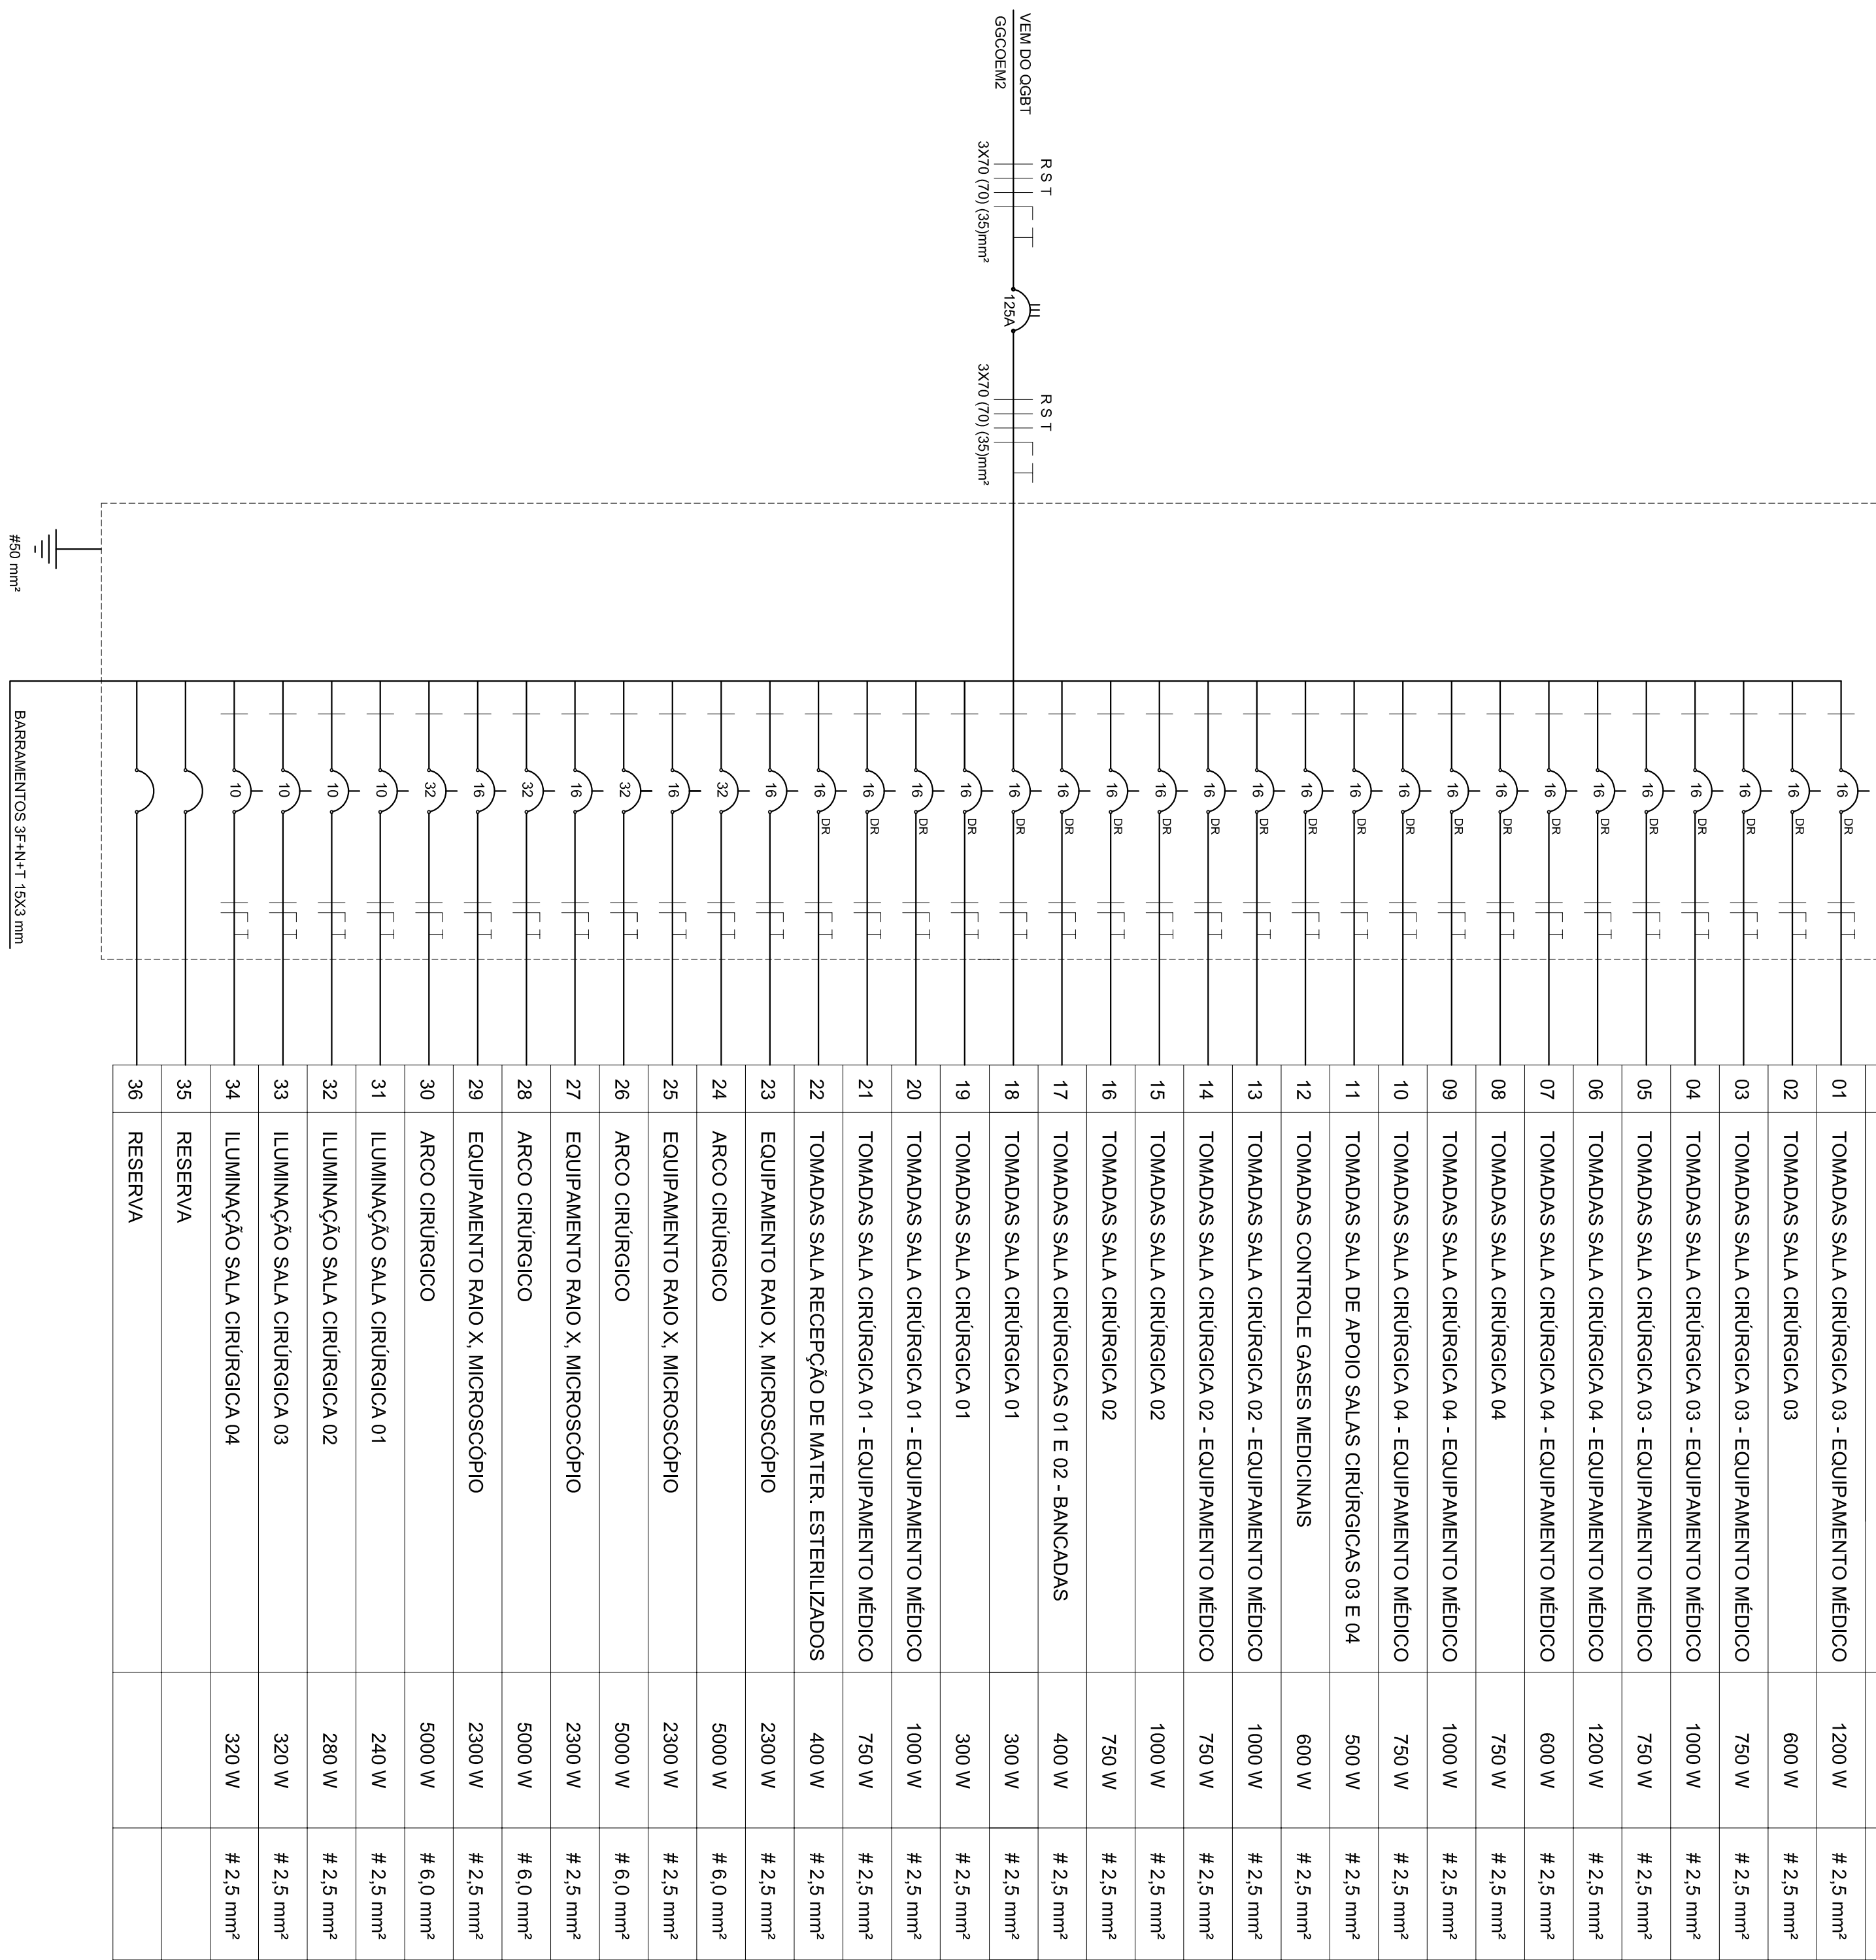 VEM DO QGBT
GGCOEM2
R S T
3X70 (70) (35)mm²
125A
R S T
3X70 (70) (35)mm²
#50 mm²
BARRAMENTOS 3F+N+T 15X3 mm
16 DR 01 TOMADAS SALA CIRÚRGICA 03 - EQUIPAMENTO MÉDICO 1200 W # 2,5 mm²
16 DR 02 TOMADAS SALA CIRÚRGICA 03 600 W # 2,5 mm²
16 DR 03 TOMADAS SALA CIRÚRGICA 03 - EQUIPAMENTO MÉDICO 750 W # 2,5 mm²
16 DR 04 TOMADAS SALA CIRÚRGICA 03 - EQUIPAMENTO MÉDICO 1000 W # 2,5 mm²
16 DR 05 TOMADAS SALA CIRÚRGICA 03 - EQUIPAMENTO MÉDICO 750 W # 2,5 mm²
16 DR 06 TOMADAS SALA CIRÚRGICA 04 - EQUIPAMENTO MÉDICO 1200 W # 2,5 mm²
16 DR 07 TOMADAS SALA CIRÚRGICA 04 - EQUIPAMENTO MÉDICO 600 W # 2,5 mm²
16 DR 08 TOMADAS SALA CIRÚRGICA 04 750 W # 2,5 mm²
16 DR 09 TOMADAS SALA CIRÚRGICA 04 - EQUIPAMENTO MÉDICO 1000 W # 2,5 mm²
16 DR 10 TOMADAS SALA CIRÚRGICA 04 - EQUIPAMENTO MÉDICO 750 W # 2,5 mm²
16 DR 11 TOMADAS SALA DE APOIO SALAS CIRÚRGICAS 03 E 04 500 W # 2,5 mm²
16 DR 12 TOMADAS CONTROLE GASES MEDICINAIS 600 W # 2,5 mm²
16 DR 13 TOMADAS SALA CIRÚRGICA 02 - EQUIPAMENTO MÉDICO 1000 W # 2,5 mm²
16 DR 14 TOMADAS SALA CIRÚRGICA 02 - EQUIPAMENTO MÉDICO 750 W # 2,5 mm²
16 DR 15 TOMADAS SALA CIRÚRGICA 02 1000 W # 2,5 mm²
16 DR 16 TOMADAS SALA CIRÚRGICA 02 750 W # 2,5 mm²
16 DR 17 TOMADAS SALA CIRÚRGICAS 01 E 02 - BANCADAS 400 W # 2,5 mm²
16 DR 18 TOMADAS SALA CIRÚRGICA 01 300 W # 2,5 mm²
16 DR 19 TOMADAS SALA CIRÚRGICA 01 300 W # 2,5 mm²
16 DR 20 TOMADAS SALA CIRÚRGICA 01 - EQUIPAMENTO MÉDICO 1000 W # 2,5 mm²
16 DR 21 TOMADAS SALA CIRÚRGICA 01 - EQUIPAMENTO MÉDICO 750 W # 2,5 mm²
16 DR 22 TOMADAS SALA RECEPÇÃO DE MATER. ESTERILIZADOS 400 W # 2,5 mm²
16 23 EQUIPAMENTO RAIO X, MICROSCÓPIO 2300 W # 2,5 mm²
32 24 ARCO CIRÚRGICO 5000 W # 6,0 mm²
16 25 EQUIPAMENTO RAIO X, MICROSCÓPIO 2300 W # 2,5 mm²
32 26 ARCO CIRÚRGICO 5000 W # 6,0 mm²
16 27 EQUIPAMENTO RAIO X, MICROSCÓPIO 2300 W # 2,5 mm²
32 28 ARCO CIRÚRGICO 5000 W # 6,0 mm²
16 29 EQUIPAMENTO RAIO X, MICROSCÓPIO 2300 W # 2,5 mm²
32 30 ARCO CIRÚRGICO 5000 W # 6,0 mm²
10 31 ILUMINAÇÃO SALA CIRÚRGICA 01 240 W # 2,5 mm²
10 32 ILUMINAÇÃO SALA CIRÚRGICA 02 280 W # 2,5 mm²
10 33 ILUMINAÇÃO SALA CIRÚRGICA 03 320 W # 2,5 mm²
10 34 ILUMINAÇÃO SALA CIRÚRGICA 04 320 W # 2,5 mm²
35 RESERVA
36 RESERVA